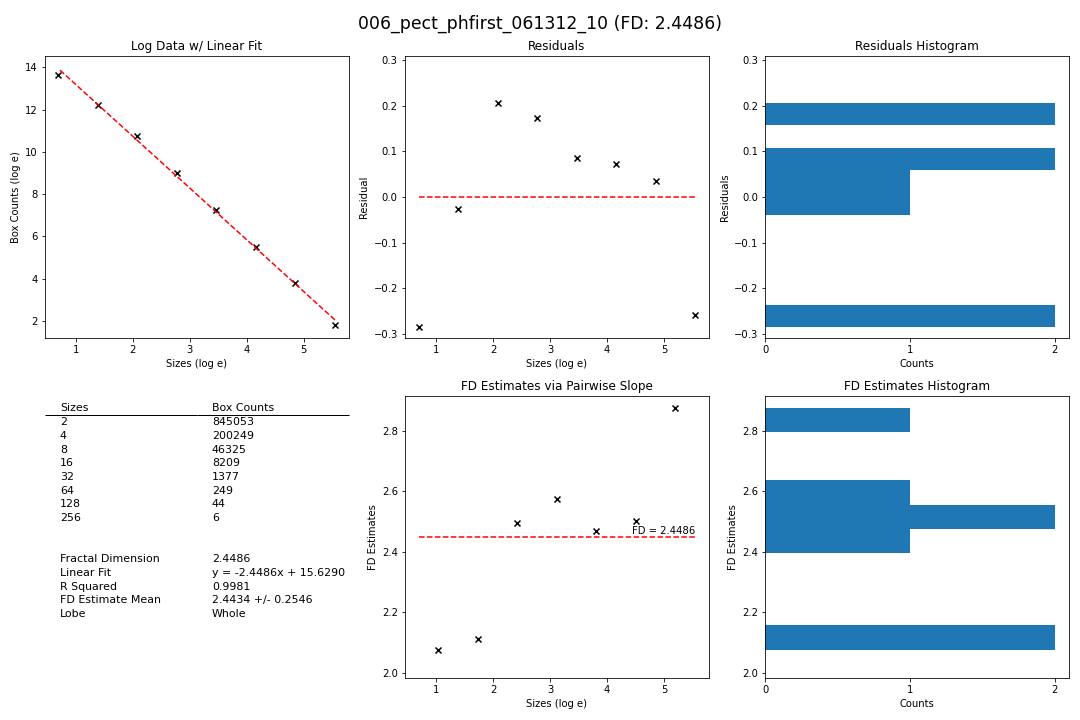 006_pect_phfirst_061312_10 (FD: 2.4486)
Log Data w/ Linear Fit
14
12
10
8
6
4
2
Box Counts (log e)
1 2 3 4 5
Sizes (log e)
Residuals
0.3
0.2
0.1
0.0
−0.1
−0.2
−0.3
Residual
1 2 3 4 5
Sizes (log e)
Residuals Histogram
0.3
0.2
0.1
0.0
−0.1
−0.2
−0.3
Residuals
0 1 2
Counts
Sizes Box Counts
2 845053
4 200249
8 46325
16 8209
32 1377
64 249
128 44
256 6
Fractal Dimension 2.4486
Linear Fit y = -2.4486x + 15.6290
R Squared 0.9981
FD Estimate Mean 2.4434 +/- 0.2546
Lobe Whole
FD Estimates via Pairwise Slope
2.8
2.6
2.4
2.2
2.0
FD Estimates
FD = 2.4486
1 2 3 4 5
Sizes (log e)
FD Estimates Histogram
2.8
2.6
2.4
2.2
2.0
FD Estimates
0 1 2
Counts